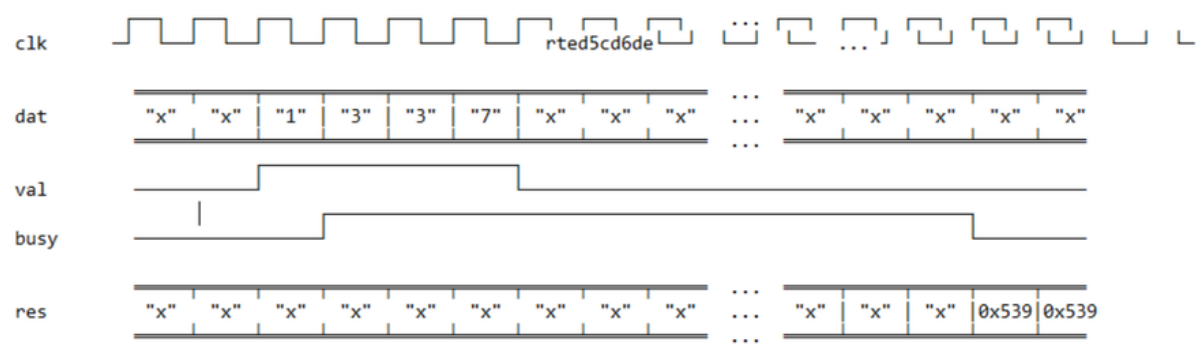 ...
clk rted5cd6de ...
...
dat "x" "x" "1" "3" "3" "7" "x" "x" "x" ... "x" "x" "x" "x" "x"
...
val
busy
...
res "x" "x" "x" "x" "x" "x" "x" "x" "x" ... "x" "x" "x" 0x539 0x539
...